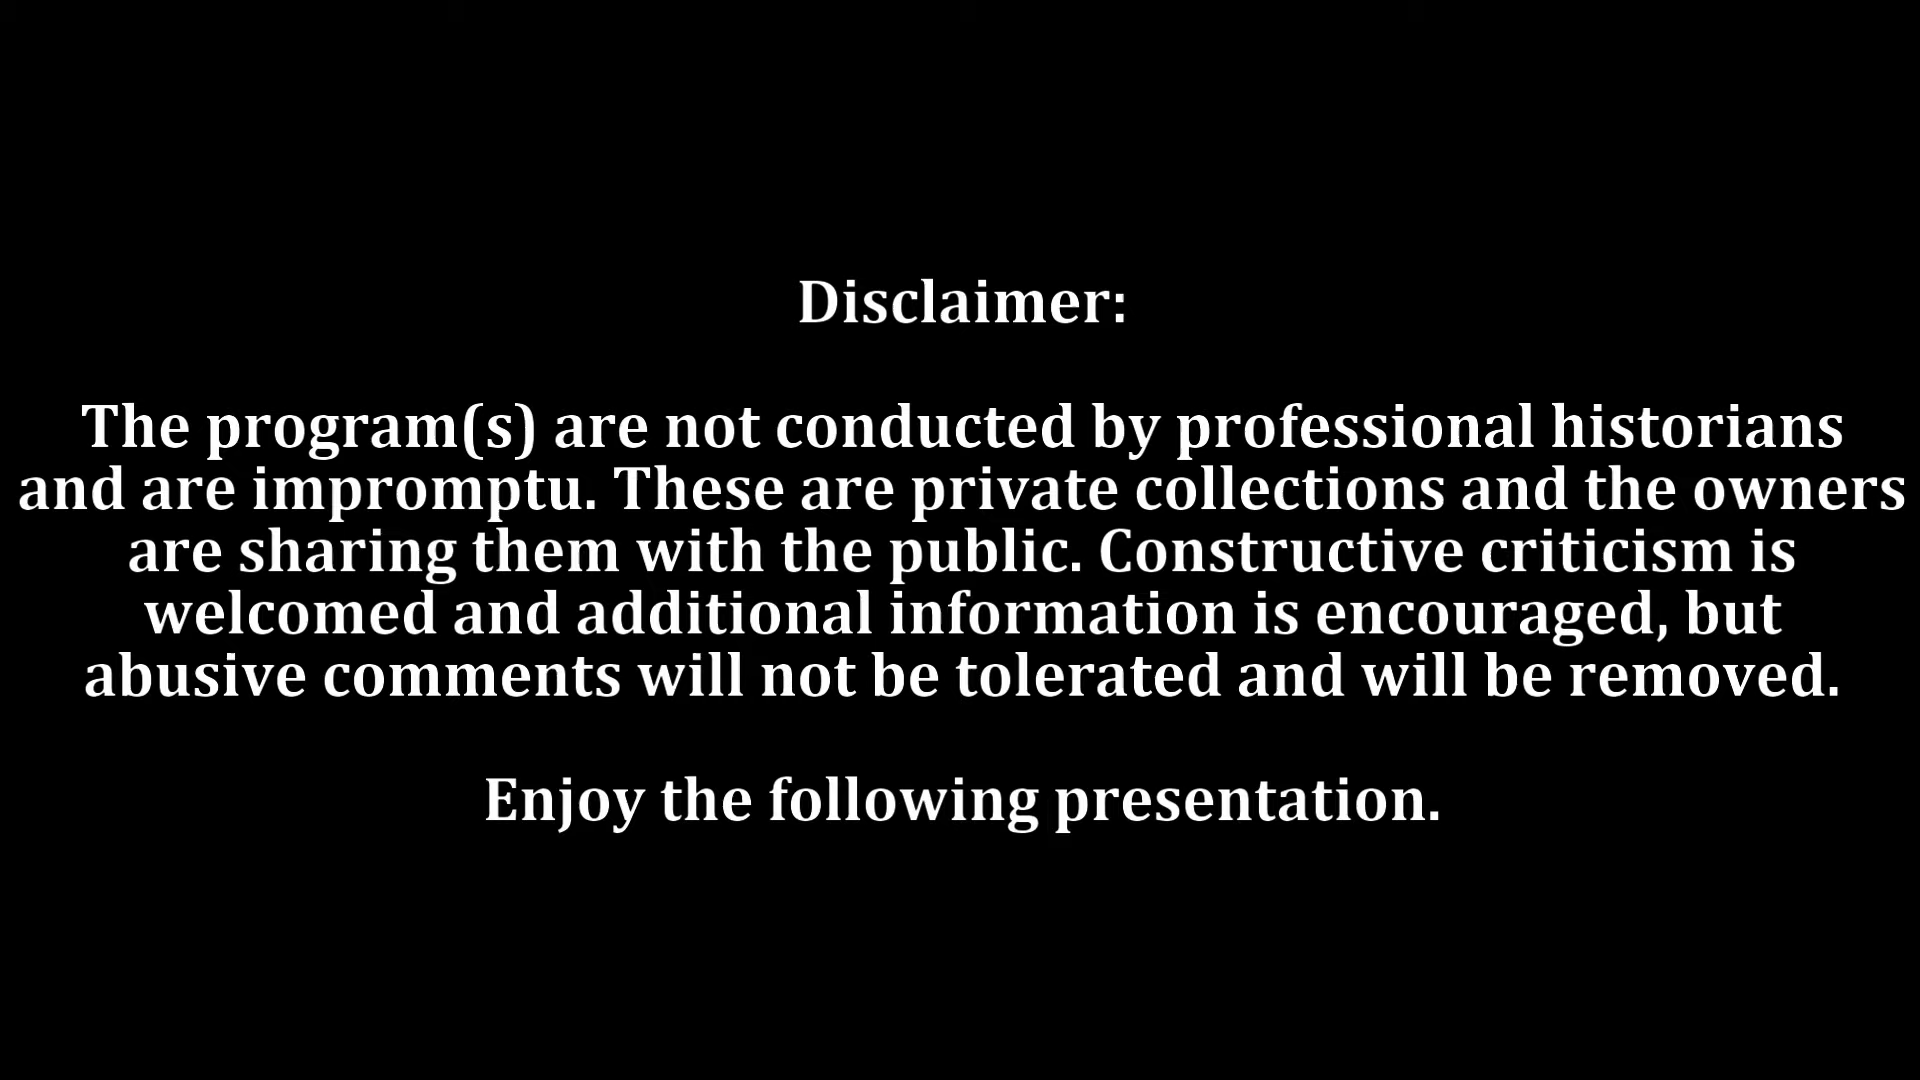 Disclaimer:
The program(s) are not conducted by professional historians
and are impromptu. These are private collections and the owners
are sharing them with the public. Constructive criticism is
welcomed and additional information is encouraged, but
abusive comments will not be tolerated and will be removed.
Enjoy the following presentation.